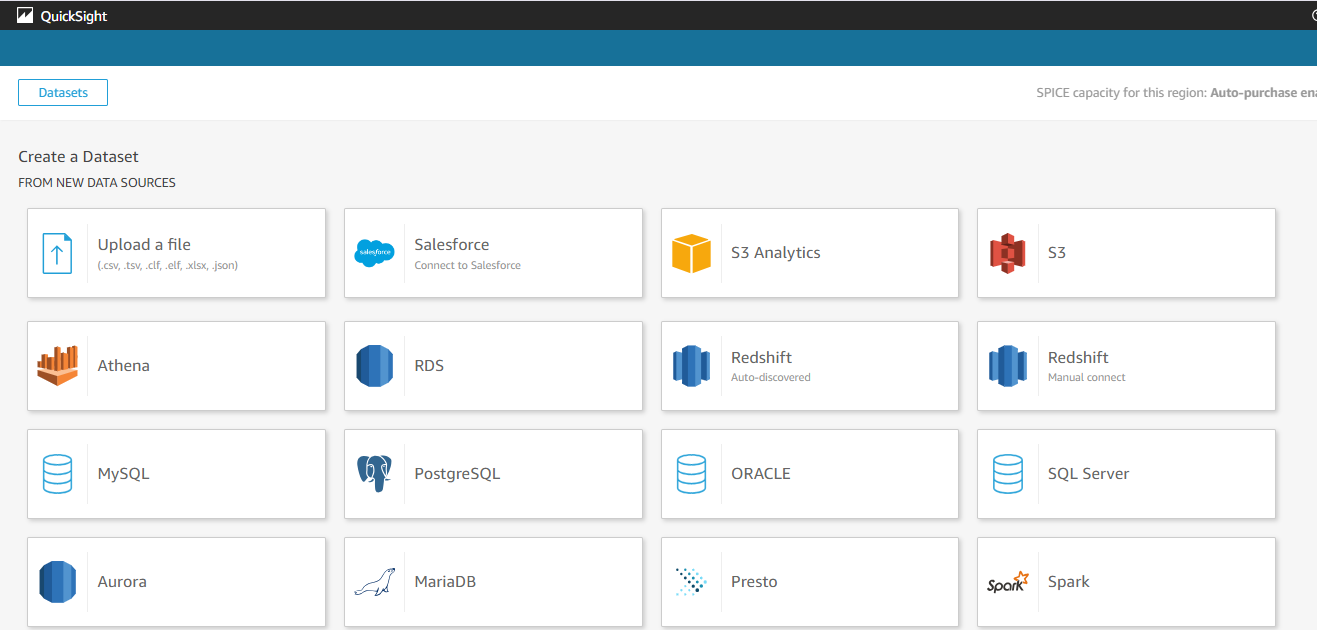 QuickSight
Datasets
SPICE capacity for this region: Auto-purchase ena
Create a Dataset
FROM NEW DATA SOURCES
Upload a file
(.csv, .tsv, .clf, .elf, .xlsx, .json)
salesforce
Salesforce
Connect to Salesforce
S3 Analytics
S3
Athena
RDS
Redshift
Auto-discovered
Redshift
Manual connect
MySQL
PostgreSQL
ORACLE
SQL Server
Aurora
MariaDB
Presto
Spark
Spark